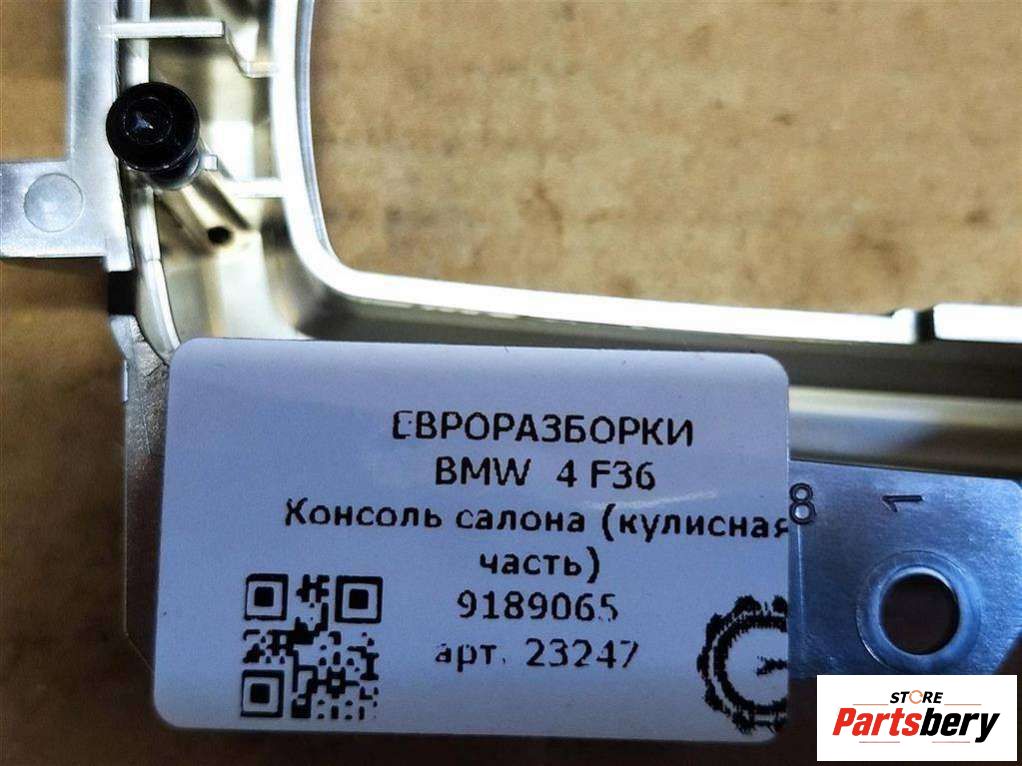 ЕВРОРАЗБОРКИ
BMW 4 F36
Консоль салона (кулисная
часть)
9189065
арт. 23247
8 1
STORE
Partsbery